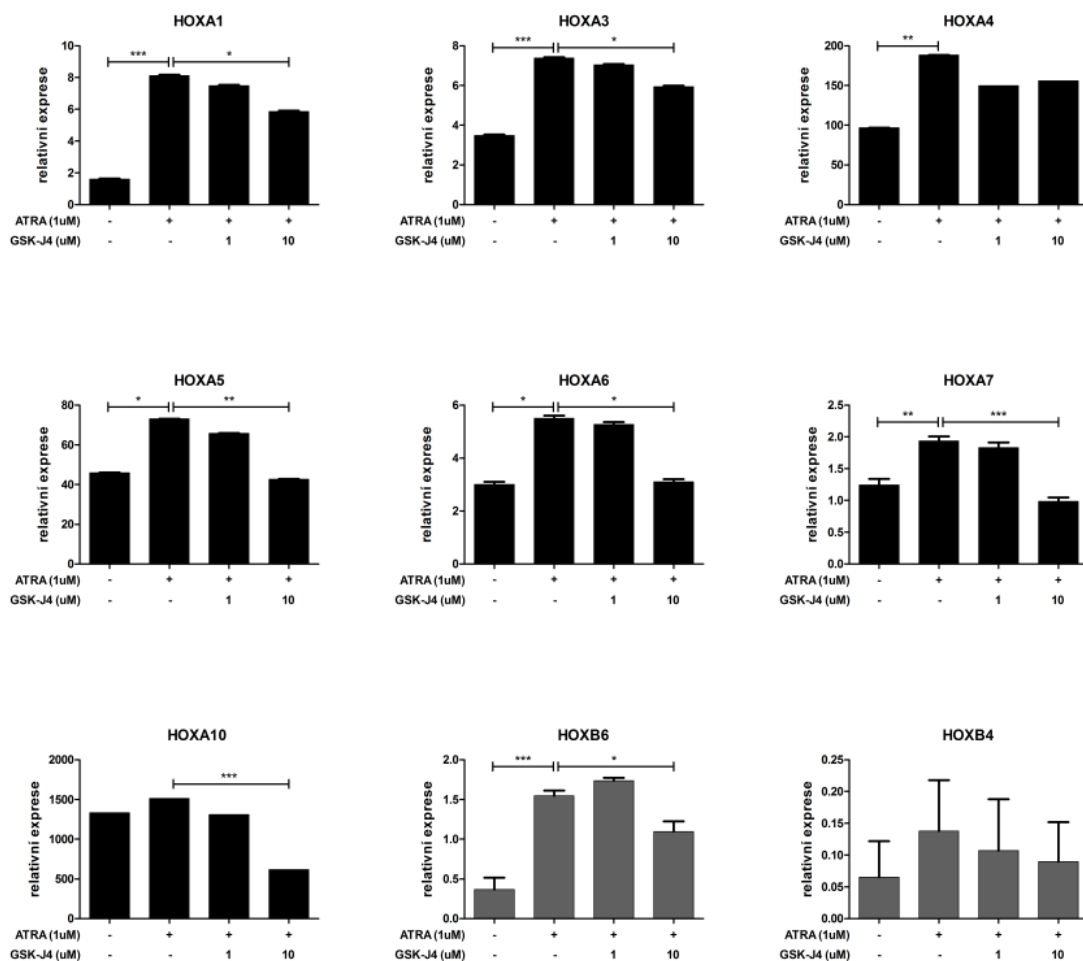 HOXA1
*** *
relativní exprese
10
8
6
4
2
0
ATRA (1uM) - + + +
GSK-J4 (uM) - - 1 10
HOXA3
*** *
relativní exprese
8
6
4
2
0
ATRA (1uM) - + + +
GSK-J4 (uM) - - 1 10
HOXA4
**
relativní exprese
200
150
100
50
0
ATRA (1uM) - + + +
GSK-J4 (uM) - - 1 10
HOXA5
* **
relativní exprese
80
60
40
20
0
ATRA (1uM) - + + +
GSK-J4 (uM) - - 1 10
HOXA6
* *
relativní exprese
6
4
2
0
ATRA (1uM) - + + +
GSK-J4 (uM) - - 1 10
HOXA7
** ***
relativní exprese
2.5
2.0
1.5
1.0
0.5
0.0
ATRA (1uM) - + + +
GSK-J4 (uM) - - 1 10
HOXA10
***
relativní exprese
2000
1500
1000
500
0
ATRA (1uM) - + + +
GSK-J4 (uM) - - 1 10
HOXB6
*** *
relativní exprese
2.0
1.5
1.0
0.5
0.0
ATRA (1uM) - + + +
GSK-J4 (uM) - - 1 10
HOXB4
relativní exprese
0.25
0.20
0.15
0.10
0.05
0.00
ATRA (1uM) - + + +
GSK-J4 (uM) - - 1 10